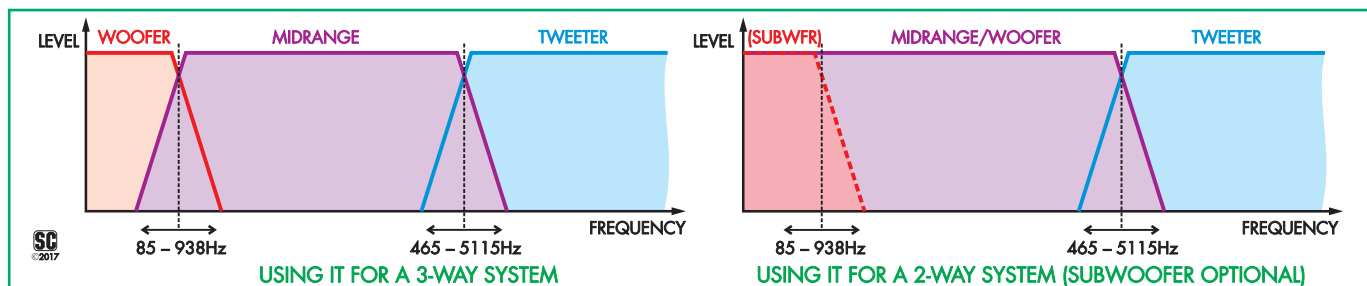 LEVEL
WOOFER
MIDRANGE
TWEETER
85 – 938Hz
465 – 5115Hz
FREQUENCY
SC
©2017
USING IT FOR A 3-WAY SYSTEM
LEVEL
(SUBWFR)
MIDRANGE/WOOFER
TWEETER
85 – 938Hz
465 – 5115Hz
FREQUENCY
USING IT FOR A 2-WAY SYSTEM (SUBWOOFER OPTIONAL)